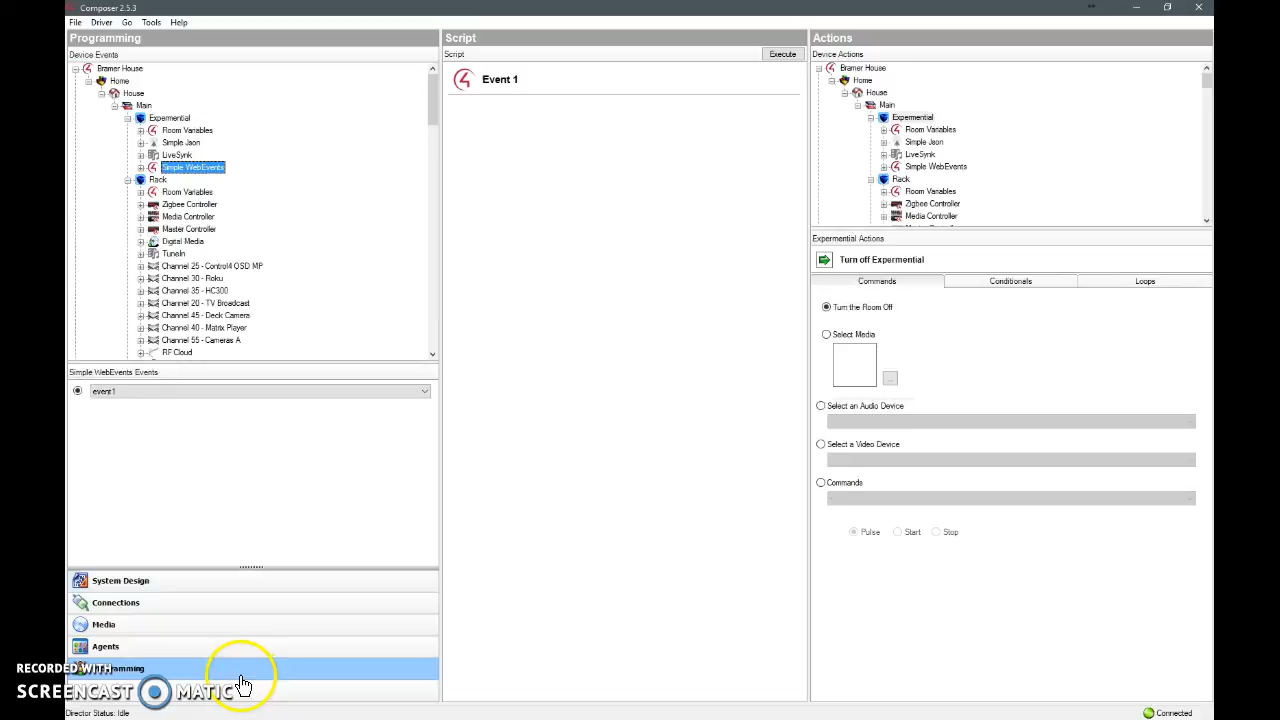 Composer 2.5.3
File Driver Go Tools Help
Programming
Device Events
Bramer House
Home
House
Main
Expermential
Room Variables
Simple Json
LiveSynk
Simple WebEvents
Rack
Room Variables
Zigbee Controller
Media Controller
Master Controller
Digital Media
TuneIn
Channel 25 - Control4 OSD MP
Channel 30 - Roku
Channel 35 - HC300
Channel 20 - TV Broadcast
Channel 45 - Deck Camera
Channel 40 - Matrix Player
Channel 55 - Cameras A
RF Cloud
Simple WebEvents Events
event1
System Design
Connections
Media
Agents
ramming
RECORDED WITH
SCREENCAST MATIC
Director Status: Idle
Script
Script Execute
Event 1
Actions
Device Actions
Bramer House
Home
House
Main
Expermential
Room Variables
Simple Json
LiveSynk
Simple WebEvents
Rack
Room Variables
Zigbee Controller
Media Controller
Expermential Actions
Turn off Expermential
Commands Conditionals Loops
Turn the Room Off
Select Media
...
Select an Audio Device
Select a Video Device
Commands
Pulse Start Stop
Connected